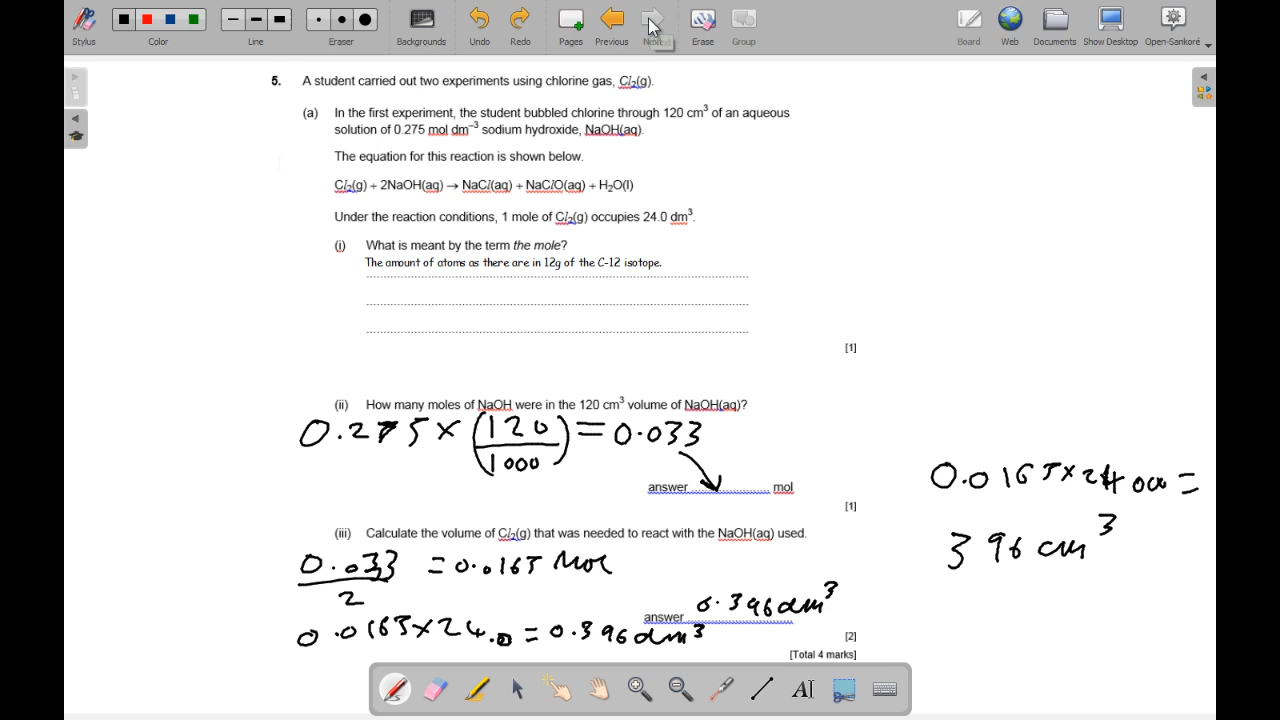 Stylus
Color
Line
Eraser
Backgrounds
Undo
Redo
Pages
Previous
Next
Erase
Group
Board
Web
Documents
Show Desktop
Open-Sankoré
5. A student carried out two experiments using chlorine gas, Cl₂(g).
(a) In the first experiment, the student bubbled chlorine through 120 cm³ of an aqueous
solution of 0.275 mol dm⁻³ sodium hydroxide, NaOH(aq).
The equation for this reaction is shown below.
Cl₂(g) + 2NaOH(aq) → NaCl(aq) + NaClO(aq) + H₂O(l)
Under the reaction conditions, 1 mole of Cl₂(g) occupies 24.0 dm³.
(i) What is meant by the term the mole?
The amount of atoms as there are in 12g of the C-12 isotope.
[1]
(ii) How many moles of NaOH were in the 120 cm³ volume of NaOH(aq)?
0.275 × (120/1000) = 0.033
answer ........................ mol
[1]
0.0165 × 24000 =
396 cm³
(iii) Calculate the volume of Cl₂(g) that was needed to react with the NaOH(aq) used.
0.033/2 = 0.0165 mol
answer 0.396 dm³
0.0165 × 24.0 = 0.396 dm³
[2]
[Total 4 marks]